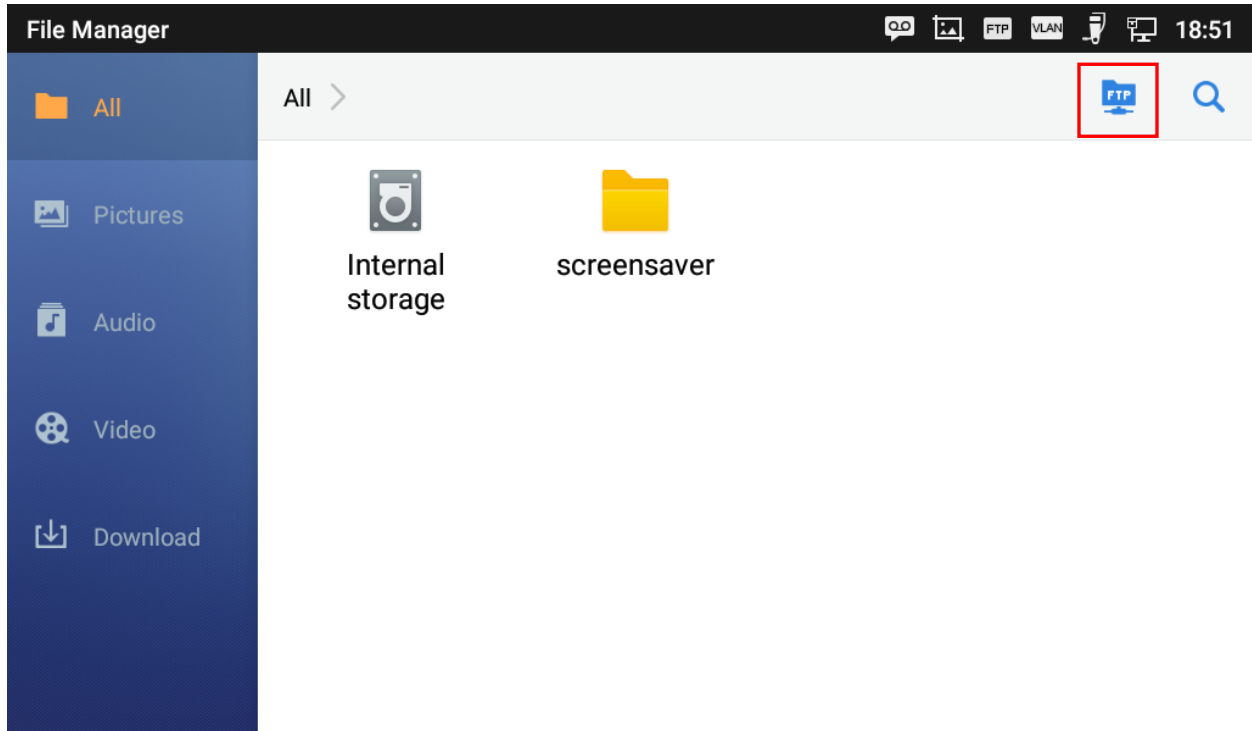 File Manager
FTP
VLAN
18:51
All
All
FTP
Pictures
Internal
storage
screensaver
Audio
Video
Download